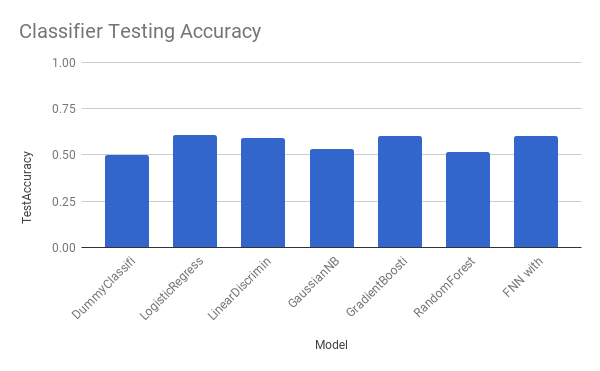 Classifier Testing Accuracy
1.00
0.75
0.50
0.25
0.00
TestAccuracy
DummyClassifi
LogisticRegress
LinearDiscrimin
GaussianNB
GradientBoosti
RandomForest
FNN with
Model